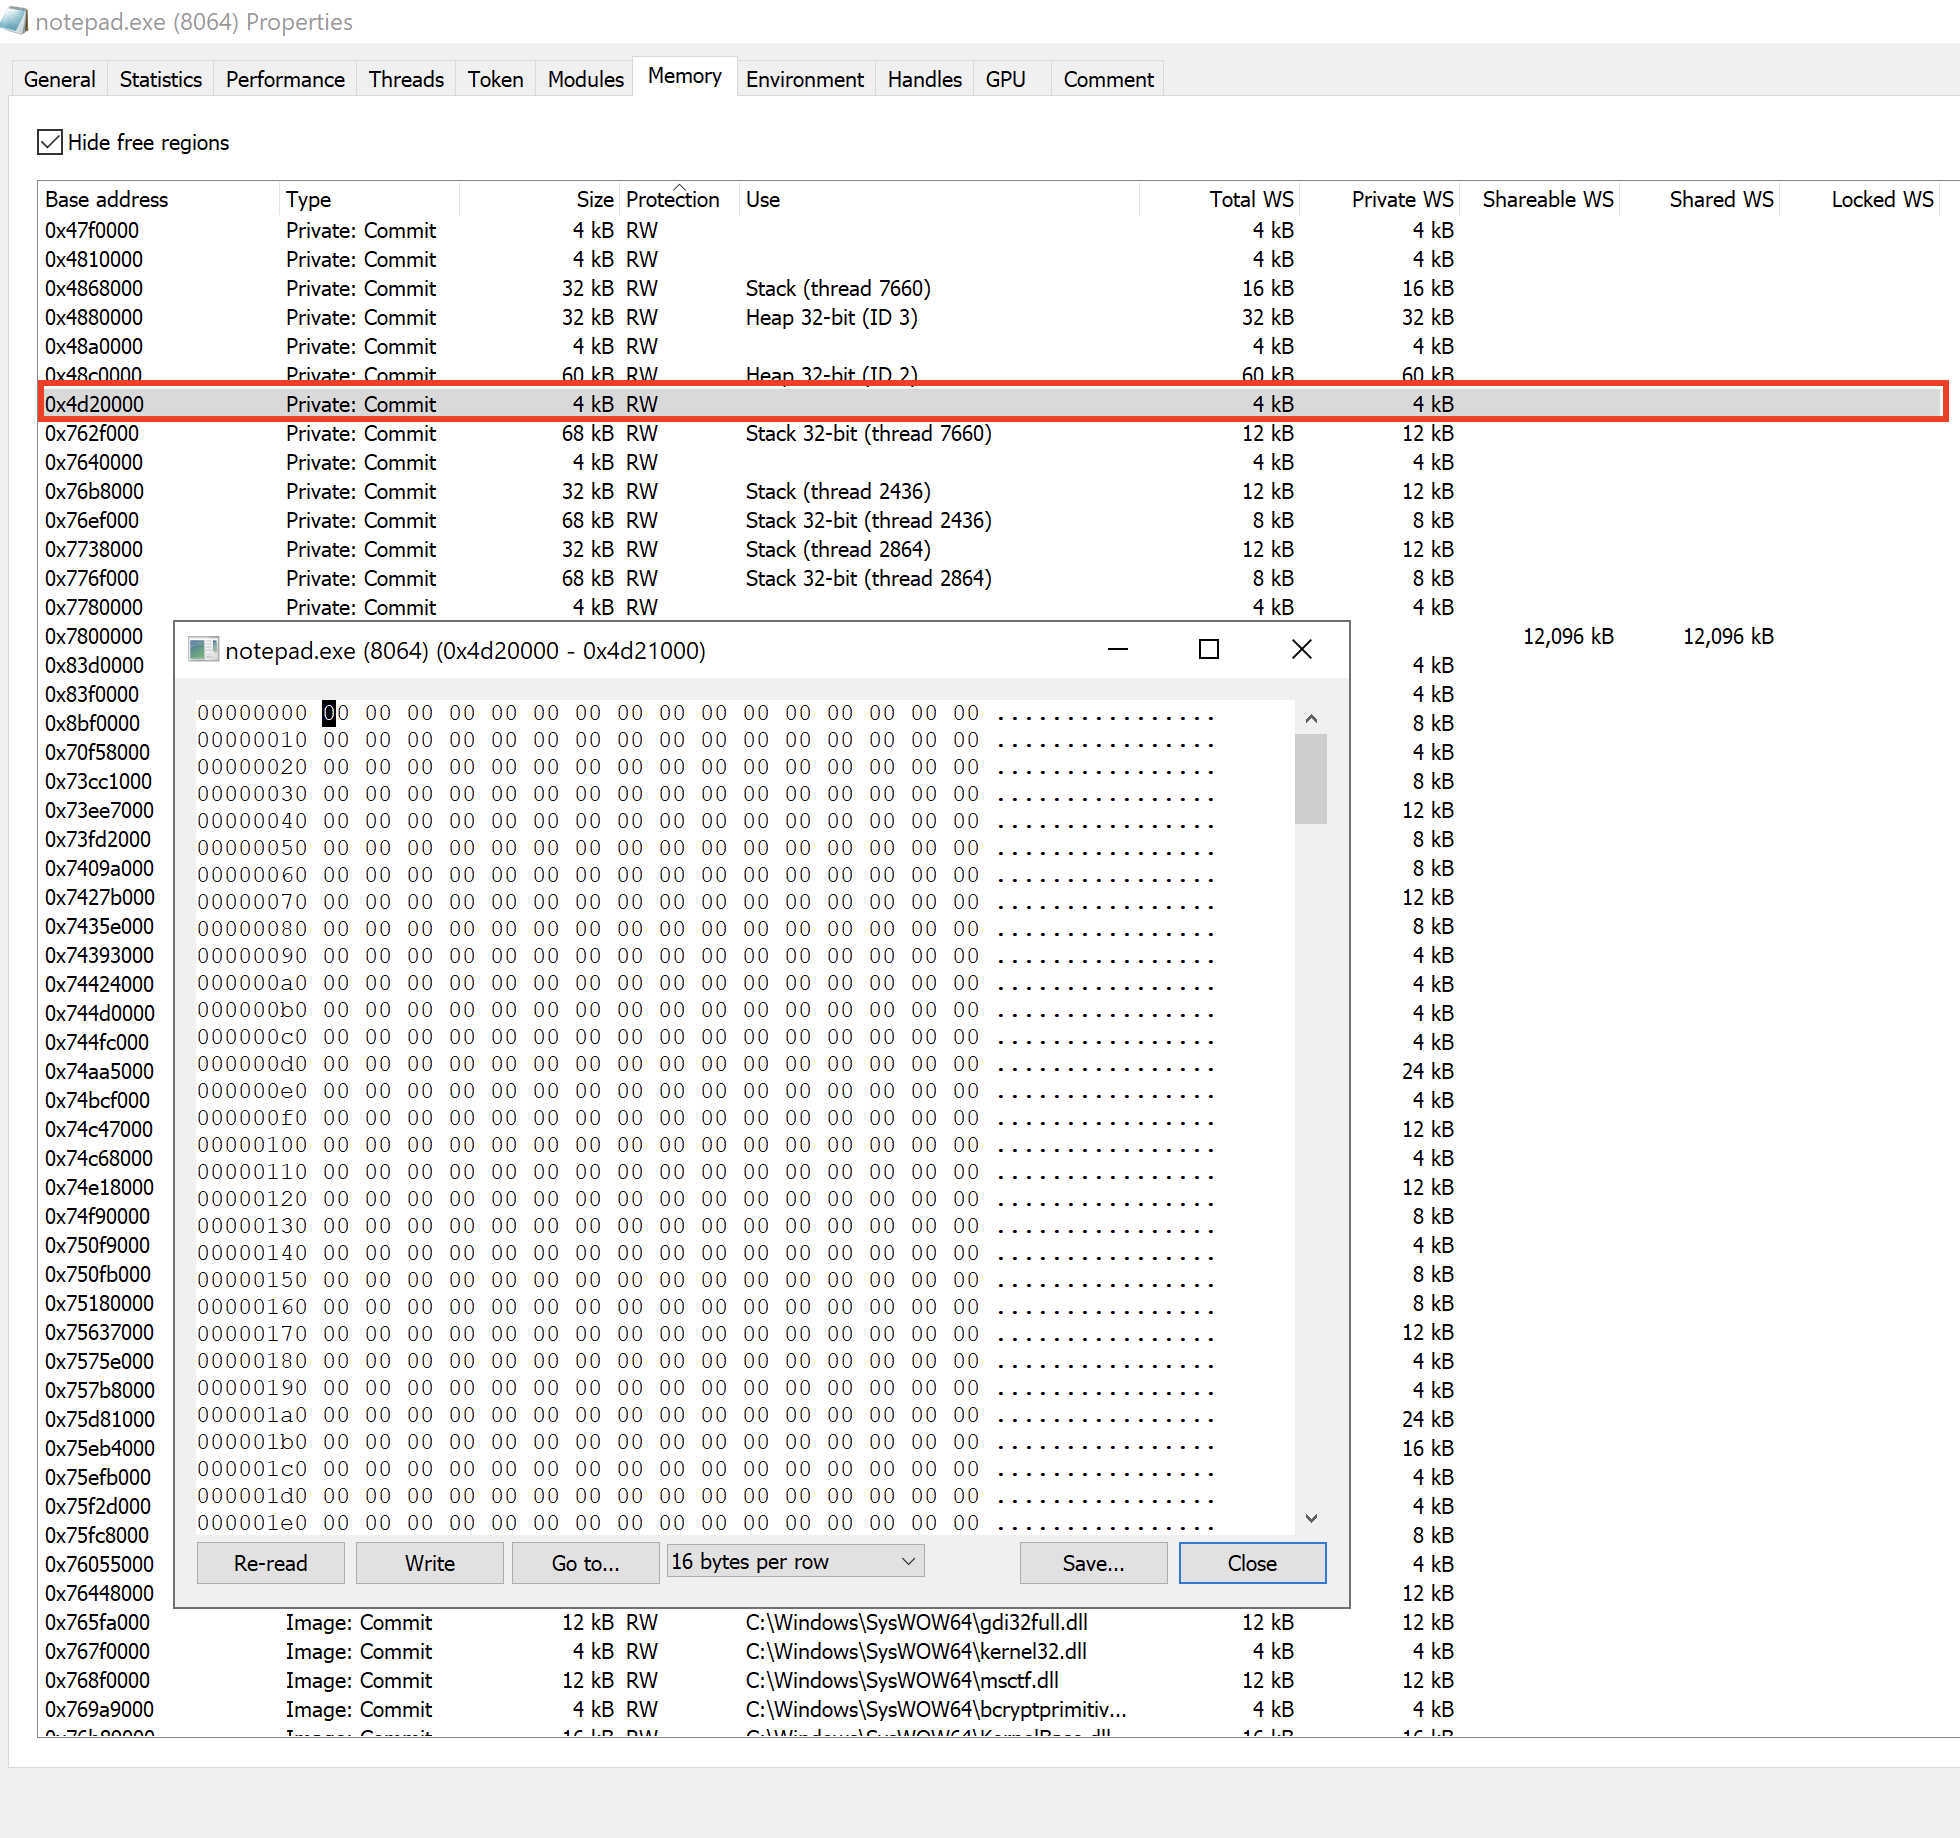 notepad.exe (8064) Properties
General Statistics Performance Threads Token Modules Memory Environment Handles GPU Comment
Hide free regions
Base address Type Size Protection Use Total WS Private WS Shareable WS Shared WS Locked WS
0x47f0000 Private: Commit 4 kB RW 4 kB 4 kB
0x4810000 Private: Commit 4 kB RW 4 kB 4 kB
0x4868000 Private: Commit 32 kB RW Stack (thread 7660) 16 kB 16 kB
0x4880000 Private: Commit 32 kB RW Heap 32-bit (ID 3) 32 kB 32 kB
0x48a0000 Private: Commit 4 kB RW 4 kB 4 kB
0x48c0000 Private: Commit 60 kB RW Heap 32-bit (ID 2) 60 kB 60 kB
0x4d20000 Private: Commit 4 kB RW 4 kB 4 kB
0x762f000 Private: Commit 68 kB RW Stack 32-bit (thread 7660) 12 kB 12 kB
0x7640000 Private: Commit 4 kB RW 4 kB 4 kB
0x76b8000 Private: Commit 32 kB RW Stack (thread 2436) 12 kB 12 kB
0x76ef000 Private: Commit 68 kB RW Stack 32-bit (thread 2436) 8 kB 8 kB
0x7738000 Private: Commit 32 kB RW Stack (thread 2864) 12 kB 12 kB
0x776f000 Private: Commit 68 kB RW Stack 32-bit (thread 2864) 8 kB 8 kB
0x7780000 Private: Commit 4 kB RW 4 kB 4 kB
0x7800000 12,096 kB 12,096 kB
0x83d0000 4 kB
0x83f0000 4 kB
0x8bf0000 8 kB
0x70f58000 4 kB
0x73cc1000 8 kB
0x73ee7000 12 kB
0x73fd2000 8 kB
0x7409a000 8 kB
0x7427b000 12 kB
0x7435e000 8 kB
0x74393000 4 kB
0x74424000 4 kB
0x744d0000 4 kB
0x744fc000 4 kB
0x74aa5000 24 kB
0x74bcf000 4 kB
0x74c47000 12 kB
0x74c68000 4 kB
0x74e18000 12 kB
0x74f90000 8 kB
0x750f9000 4 kB
0x750fb000 8 kB
0x75180000 8 kB
0x75637000 12 kB
0x7575e000 4 kB
0x757b8000 4 kB
0x75d81000 24 kB
0x75eb4000 16 kB
0x75efb000 4 kB
0x75f2d000 4 kB
0x75fc8000 8 kB
0x76055000 4 kB
0x76448000 12 kB
0x765fa000 Image: Commit 12 kB RW C:\Windows\SysWOW64\gdi32full.dll 12 kB 12 kB
0x767f0000 Image: Commit 4 kB RW C:\Windows\SysWOW64\kernel32.dll 4 kB 4 kB
0x768f0000 Image: Commit 12 kB RW C:\Windows\SysWOW64\msctf.dll 12 kB 12 kB
0x769a9000 Image: Commit 4 kB RW C:\Windows\SysWOW64\bcryptprimitiv... 4 kB 4 kB
Image: Commit 16 kB RW C:\Windows\SysWOW64\KernelBase.dll 16 kB 16 kB
notepad.exe (8064) (0x4d20000 - 0x4d21000)
00000000 00 00 00 00 00 00 00 00 00 00 00 00 00 00 00 00 ................
00000010 00 00 00 00 00 00 00 00 00 00 00 00 00 00 00 00 ................
00000020 00 00 00 00 00 00 00 00 00 00 00 00 00 00 00 00 ................
00000030 00 00 00 00 00 00 00 00 00 00 00 00 00 00 00 00 ................
00000040 00 00 00 00 00 00 00 00 00 00 00 00 00 00 00 00 ................
00000050 00 00 00 00 00 00 00 00 00 00 00 00 00 00 00 00 ................
00000060 00 00 00 00 00 00 00 00 00 00 00 00 00 00 00 00 ................
00000070 00 00 00 00 00 00 00 00 00 00 00 00 00 00 00 00 ................
00000080 00 00 00 00 00 00 00 00 00 00 00 00 00 00 00 00 ................
00000090 00 00 00 00 00 00 00 00 00 00 00 00 00 00 00 00 ................
000000a0 00 00 00 00 00 00 00 00 00 00 00 00 00 00 00 00 ................
000000b0 00 00 00 00 00 00 00 00 00 00 00 00 00 00 00 00 ................
000000c0 00 00 00 00 00 00 00 00 00 00 00 00 00 00 00 00 ................
000000d0 00 00 00 00 00 00 00 00 00 00 00 00 00 00 00 00 ................
000000e0 00 00 00 00 00 00 00 00 00 00 00 00 00 00 00 00 ................
000000f0 00 00 00 00 00 00 00 00 00 00 00 00 00 00 00 00 ................
00000100 00 00 00 00 00 00 00 00 00 00 00 00 00 00 00 00 ................
00000110 00 00 00 00 00 00 00 00 00 00 00 00 00 00 00 00 ................
00000120 00 00 00 00 00 00 00 00 00 00 00 00 00 00 00 00 ................
00000130 00 00 00 00 00 00 00 00 00 00 00 00 00 00 00 00 ................
00000140 00 00 00 00 00 00 00 00 00 00 00 00 00 00 00 00 ................
00000150 00 00 00 00 00 00 00 00 00 00 00 00 00 00 00 00 ................
00000160 00 00 00 00 00 00 00 00 00 00 00 00 00 00 00 00 ................
00000170 00 00 00 00 00 00 00 00 00 00 00 00 00 00 00 00 ................
00000180 00 00 00 00 00 00 00 00 00 00 00 00 00 00 00 00 ................
00000190 00 00 00 00 00 00 00 00 00 00 00 00 00 00 00 00 ................
000001a0 00 00 00 00 00 00 00 00 00 00 00 00 00 00 00 00 ................
000001b0 00 00 00 00 00 00 00 00 00 00 00 00 00 00 00 00 ................
000001c0 00 00 00 00 00 00 00 00 00 00 00 00 00 00 00 00 ................
000001d0 00 00 00 00 00 00 00 00 00 00 00 00 00 00 00 00 ................
000001e0 00 00 00 00 00 00 00 00 00 00 00 00 00 00 00 00 ................
Re-read Write Go to... 16 bytes per row Save... Close